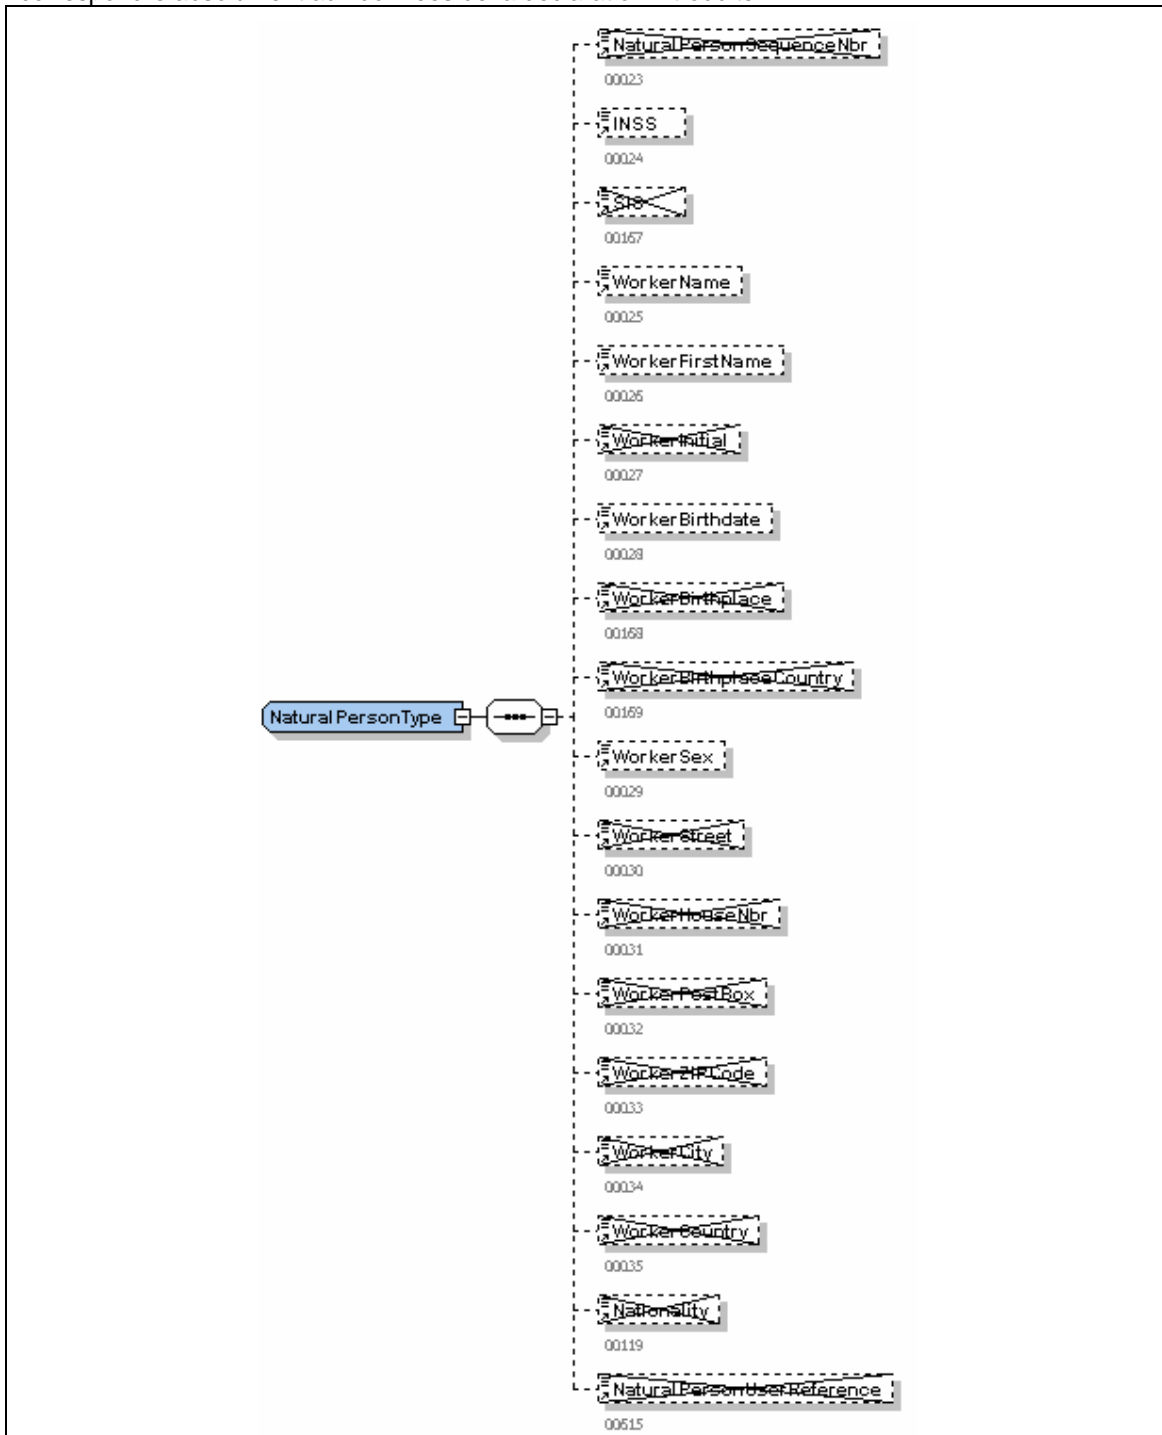 NaturalPersonSequenceNbr
00023
INSS
00024
SIS
00167
WorkerName
00025
WorkerFirstName
00026
WorkerInitial
00027
WorkerBirthdate
00028
WorkerBirthplace
00168
WorkerBirthplaceCountry
00169
NaturalPersonType
WorkerSex
00029
WorkerStreet
00030
WorkerHouseNbr
00031
WorkerPostBox
00032
WorkerZIPCode
00033
WorkerCity
00034
WorkerCountry
00035
Nationality
00119
NaturalPersonUserReference
00615